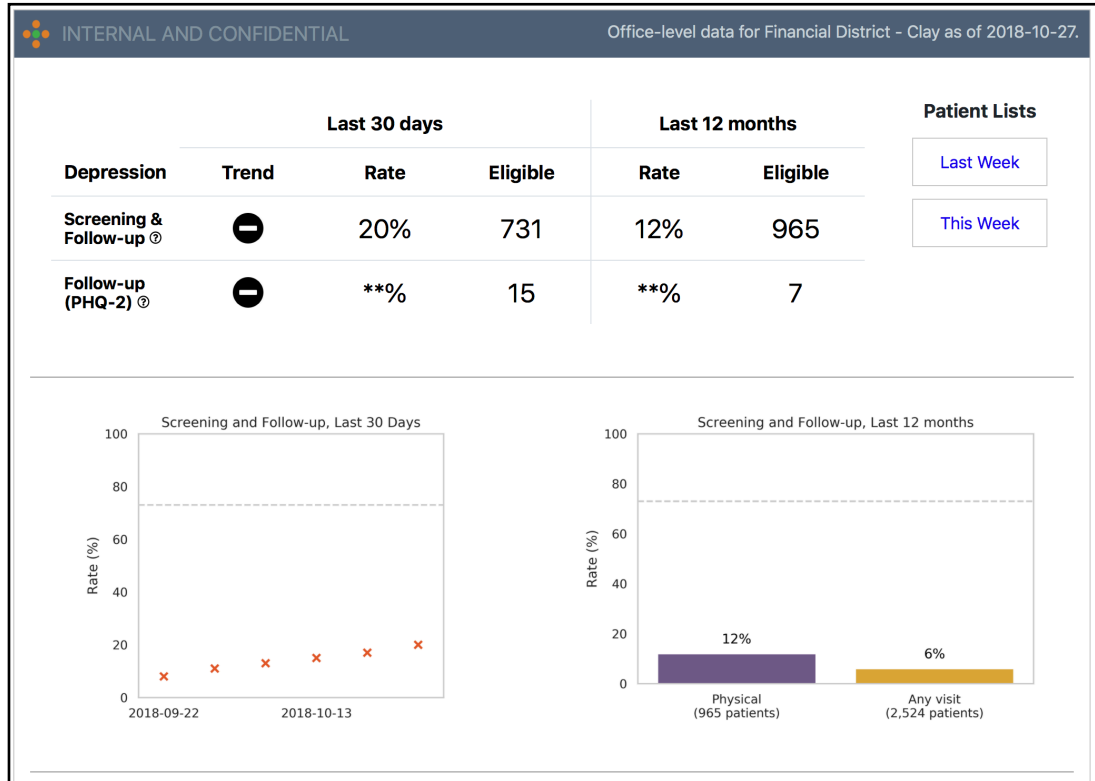 INTERNAL AND CONFIDENTIAL
Office-level data for Financial District - Clay as of 2018-10-27.
Last 30 days
Last 12 months
Patient Lists
Depression Trend Rate Eligible Rate Eligible
Last Week
Screening &
Follow-up ?
20% 731 12% 965
This Week
Follow-up
(PHQ-2) ?
**% 15 **% 7
Screening and Follow-up, Last 30 Days
100
80
60
40
20
0
Rate (%)
2018-09-22 2018-10-13
Screening and Follow-up, Last 12 months
100
80
60
40
20
0
Rate (%)
12%
6%
Physical
(965 patients)
Any visit
(2,524 patients)